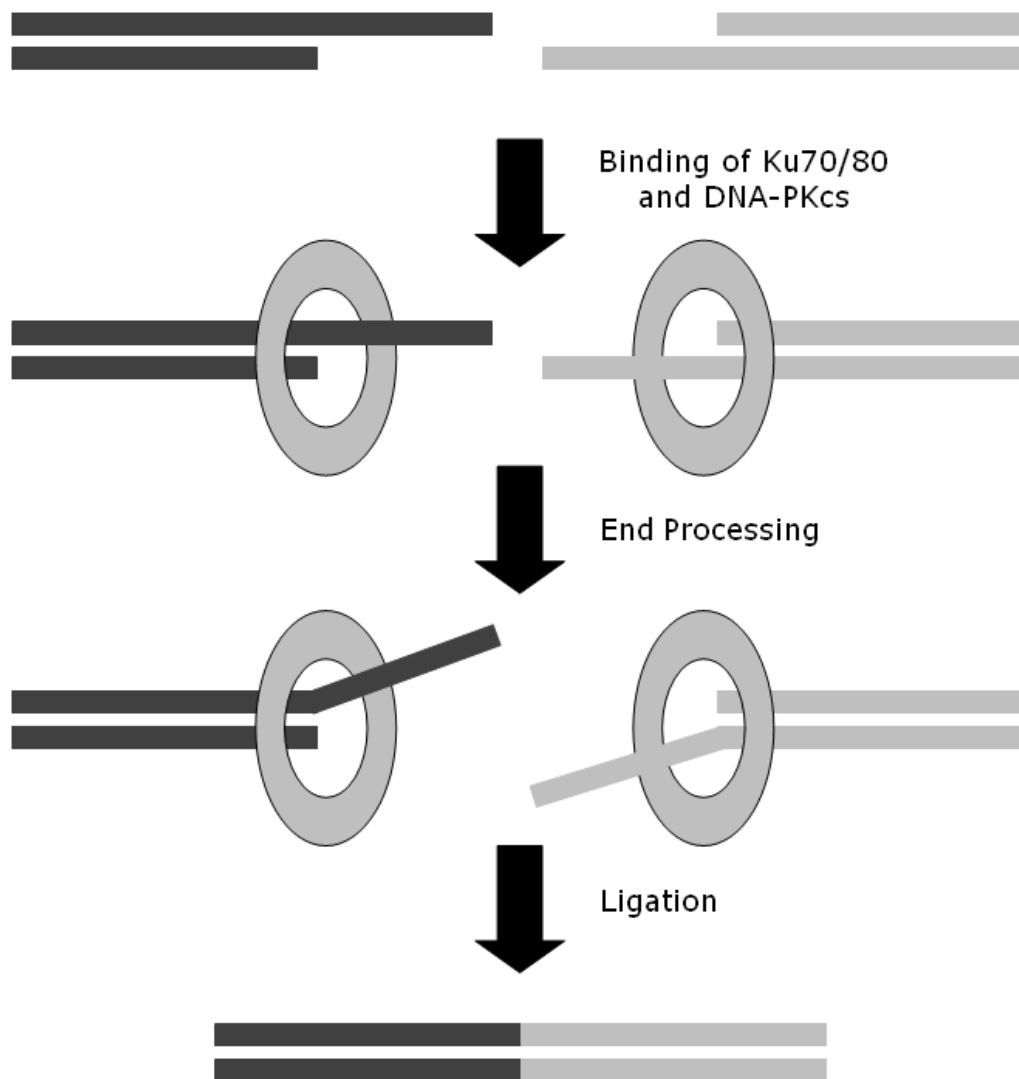 Binding of Ku70/80
and DNA-PKcs
End Processing
Ligation